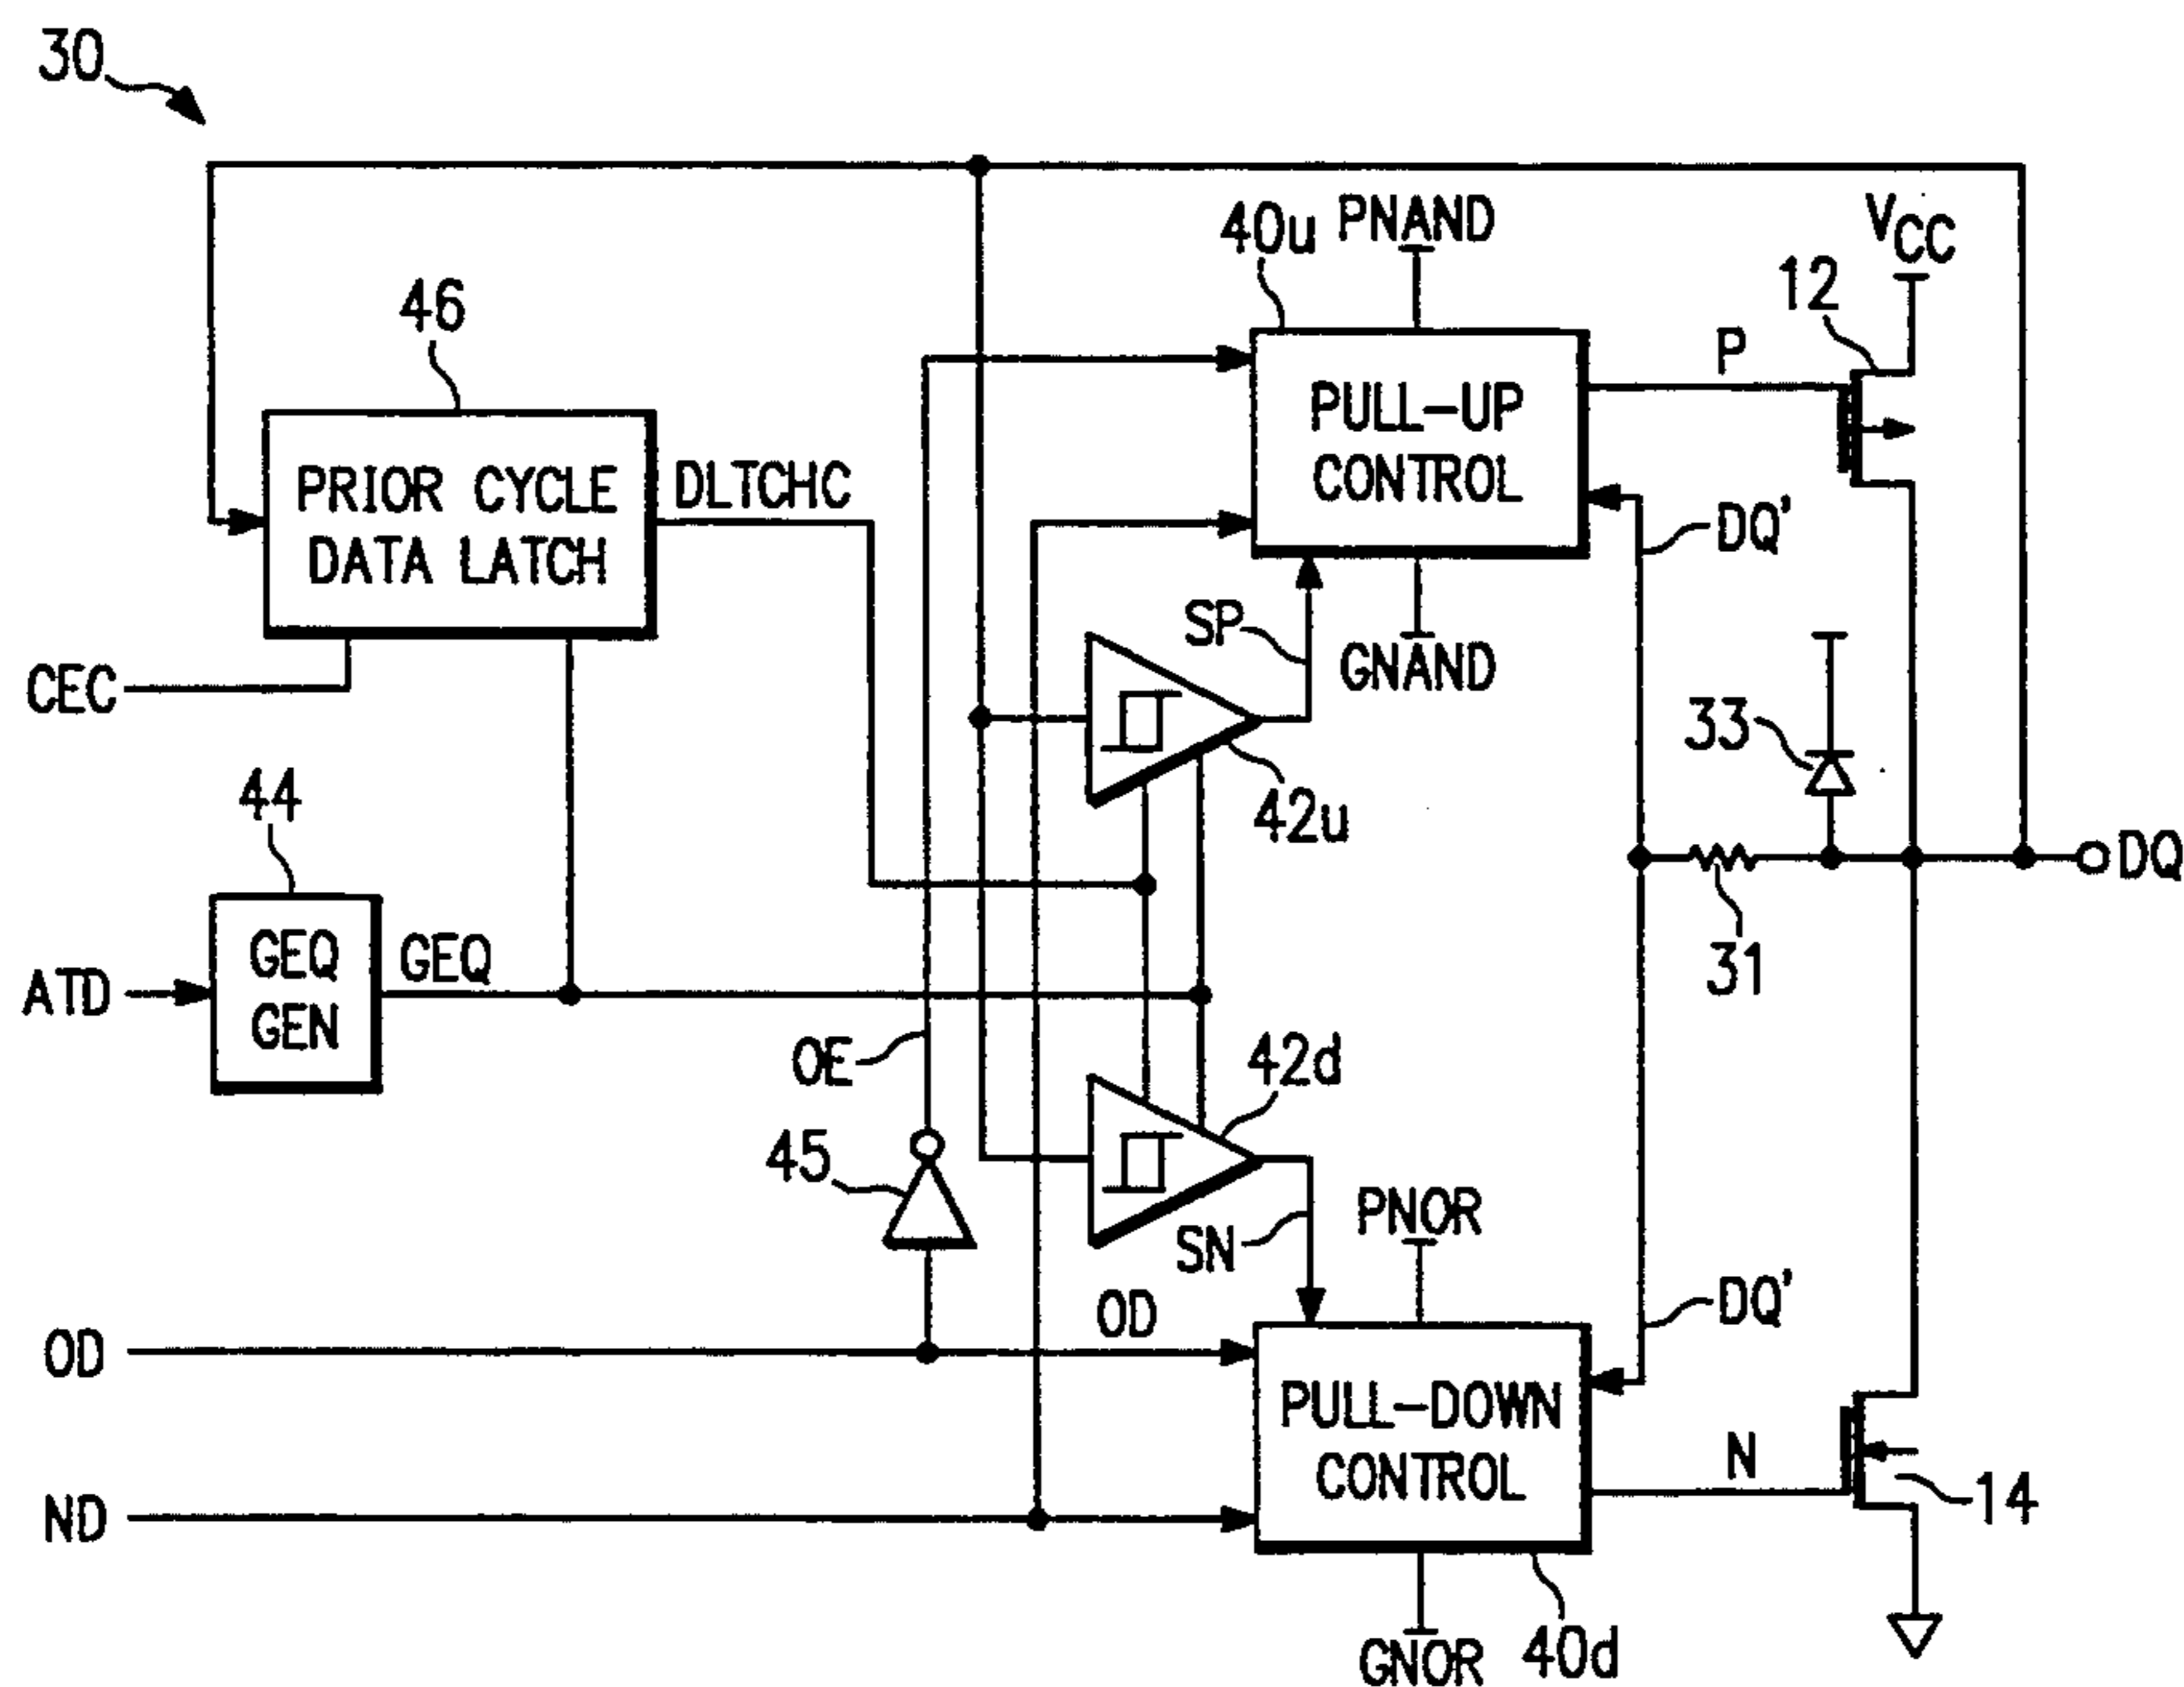 30
40u
PNAND
VCC
12
P
46
PULL-UP
CONTROL
PRIOR CYCLE
DATA LATCH
DLTCHC
DQ'
SP
GNAND
CEC
33
44
42u
DQ
GEQ
GEN
GEQ
31
ATD
OE
42d
45
SN
PNOR
DQ'
OD
OD
PULL-DOWN
CONTROL
N
14
ND
GNOR
40d